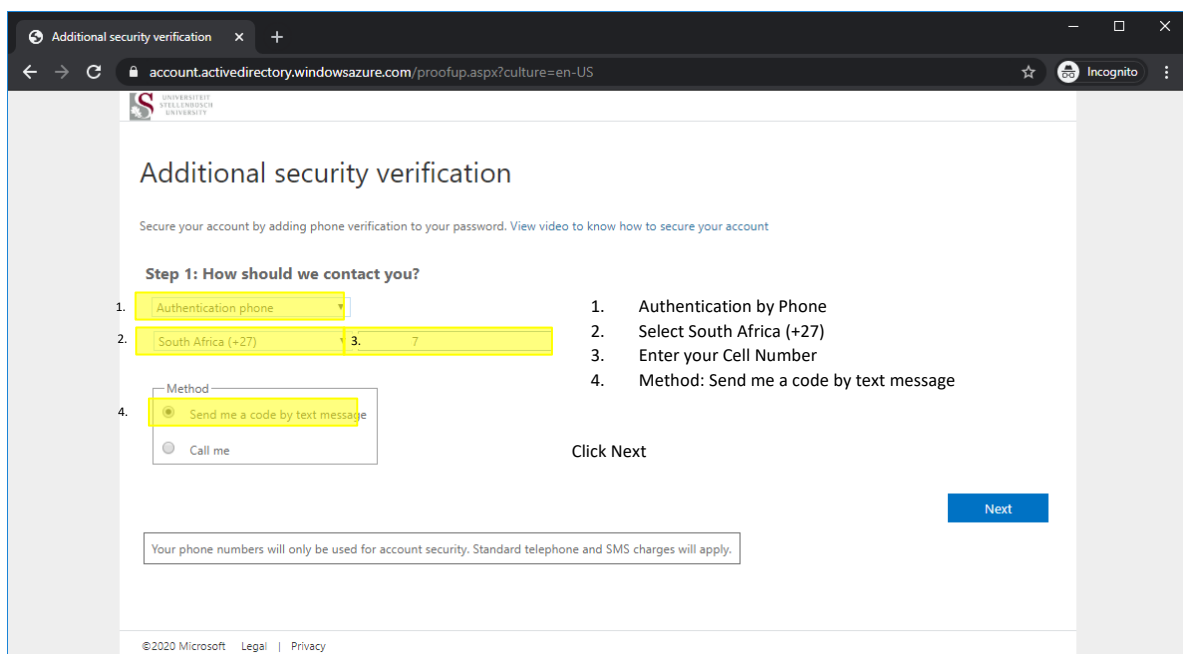 Additional security verification
account.activedirectory.windowsazure.com/proofup.aspx?culture=en-US
Incognito
UNIVERSITEIT
STELLENBOSCH
UNIVERSITY
Additional security verification
Secure your account by adding phone verification to your password. View video to know how to secure your account
Step 1: How should we contact you?
1. Authentication phone
2. South Africa (+27) 3. 7
Method
4. Send me a code by text message
Call me
1. Authentication by Phone
2. Select South Africa (+27)
3. Enter your Cell Number
4. Method: Send me a code by text message
Click Next
Next
Your phone numbers will only be used for account security. Standard telephone and SMS charges will apply.
©2020 Microsoft Legal | Privacy